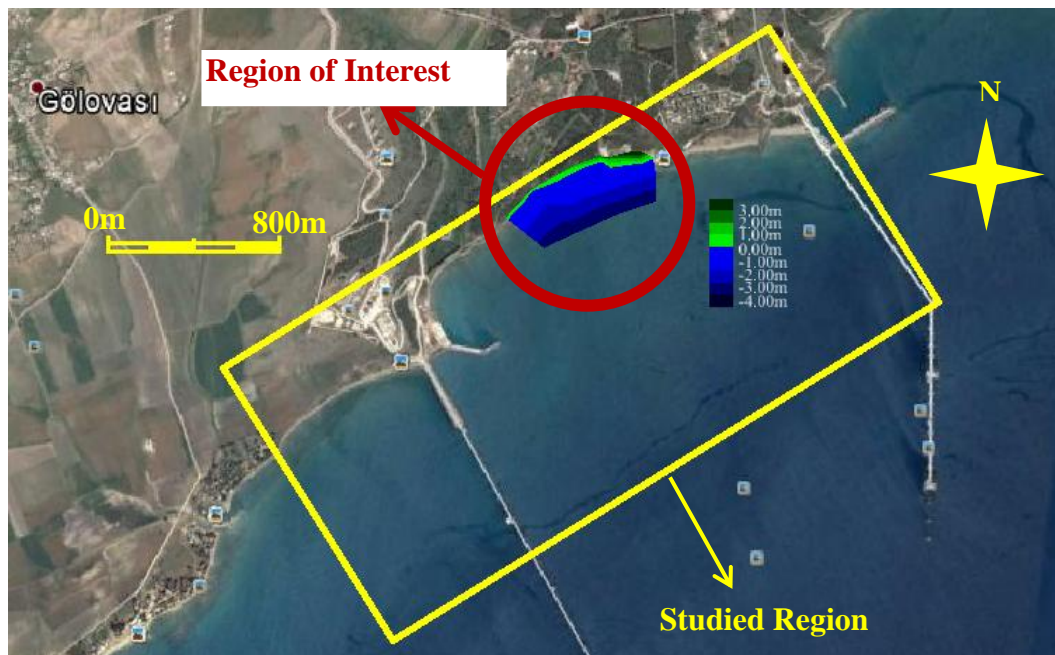 Region of Interest
Gölovası
N
0m
800m
3.00m
2.00m
1.00m
0.00m
-1.00m
-2.00m
-3.00m
-4.00m
Studied Region